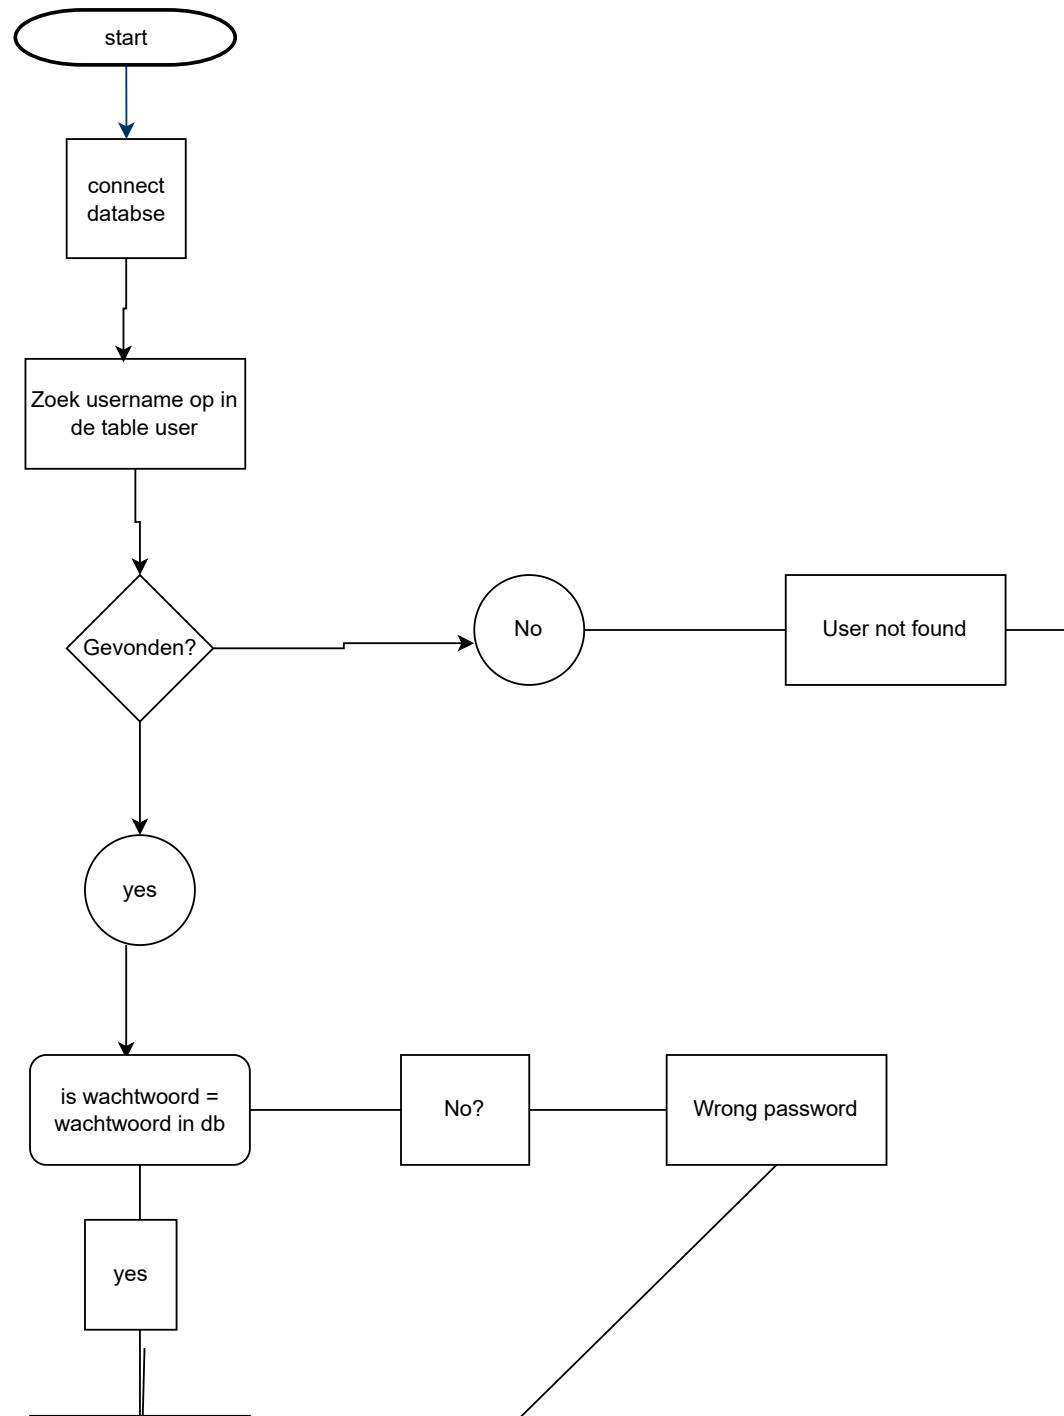 start
connect
databse
Zoek username op in
de table user
Gevonden?
No
User not found
yes
is wachtwoord =
wachtwoord in db
No?
Wrong password
yes